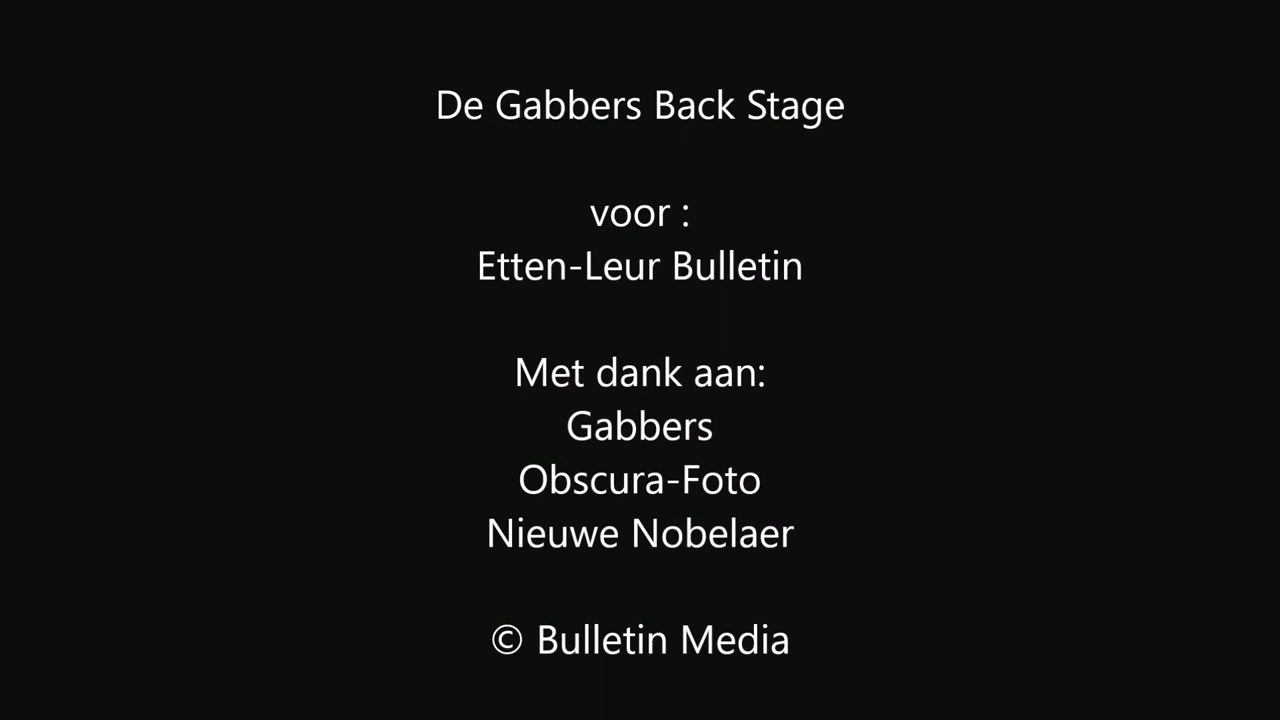 De Gabbers Back Stage
voor :
Etten-Leur Bulletin
Met dank aan:
Gabbers
Obscura-Foto
Nieuwe Nobelaer
© Bulletin Media